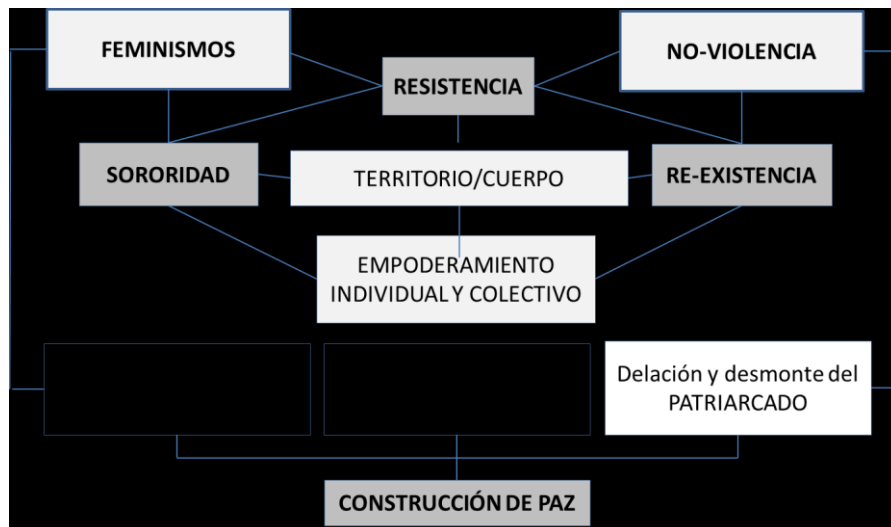 FEMINISMOS
NO-VIOLENCIA
RESISTENCIA
SORORIDAD
TERRITORIO/CUERPO
RE-EXISTENCIA
EMPODERAMIENTO
INDIVIDUAL Y COLECTIVO
Delación y desmonte del
PATRIARCADO
CONSTRUCCIÓN DE PAZ